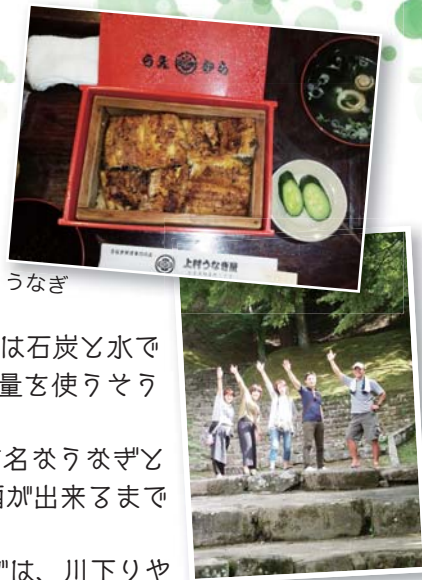 うえむら
上村うなぎ屋
うなぎ
は石炭と水で
量を使うそう
名なうなぎと
酒が出来るまで
では、川下りや